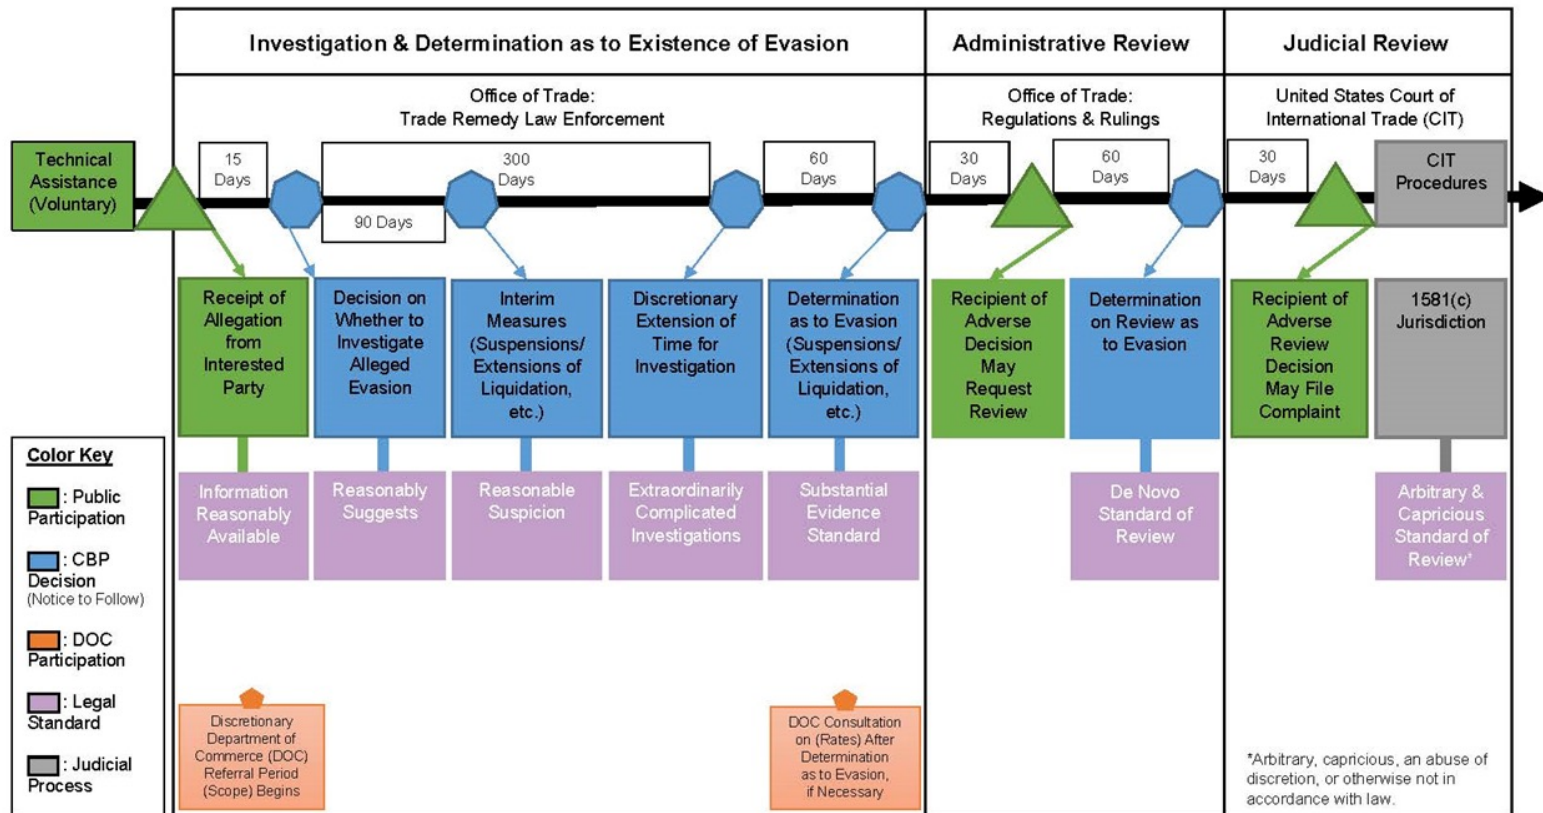 Investigation & Determination as to Existence of Evasion
Administrative Review
Judicial Review
Office of Trade:
Trade Remedy Law Enforcement
Office of Trade:
Regulations & Rulings
United States Court of
International Trade (CIT)
Technical
Assistance
(Voluntary)
15
Days
300
Days
90 Days
60
Days
30
Days
60
Days
30
Days
CIT
Procedures
Receipt of
Allegation
from
Interested
Party
Decision on
Whether to
Investigate
Alleged
Evasion
Interim
Measures
(Suspensions/
Extensions of
Liquidation,
etc.)
Discretionary
Extension of
Time for
Investigation
Determination
as to Evasion
(Suspensions/
Extensions of
Liquidation,
etc.)
Recipient of
Adverse
Decision
May
Request
Review
Determination
on Review as
to Evasion
Recipient of
Adverse
Review
Decision
May File
Complaint
1581(c)
Jurisdiction
Information
Reasonably
Available
Reasonably
Suggests
Reasonable
Suspicion
Extraordinarily
Complicated
Investigations
Substantial
Evidence
Standard
De Novo
Standard of
Review
Arbitrary &
Capricious
Standard of
Review*
Color Key
: Public
Participation
: CBP
Decision
(Notice to Follow)
: DOC
Participation
: Legal
Standard
: Judicial
Process
Discretionary
Department of
Commerce (DOC)
Referral Period
(Scope) Begins
DOC Consultation
on (Rates) After
Determination
as to Evasion,
if Necessary
*Arbitrary, capricious, an abuse of
discretion, or otherwise not in
accordance with law.